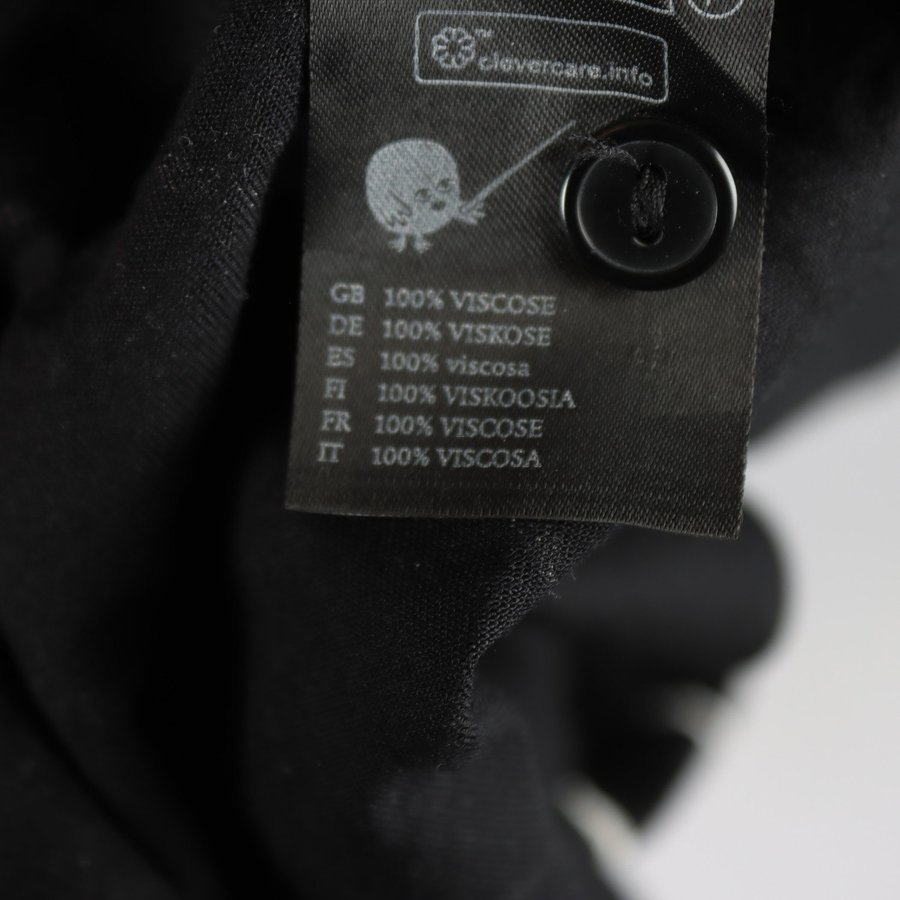 ™
clevercare.info
GB 100% VISCOSE
DE 100% VISKOSE
ES 100% viscosa
FI 100% VISKOOSIA
FR 100% VISCOSE
IT 100% VISCOSA